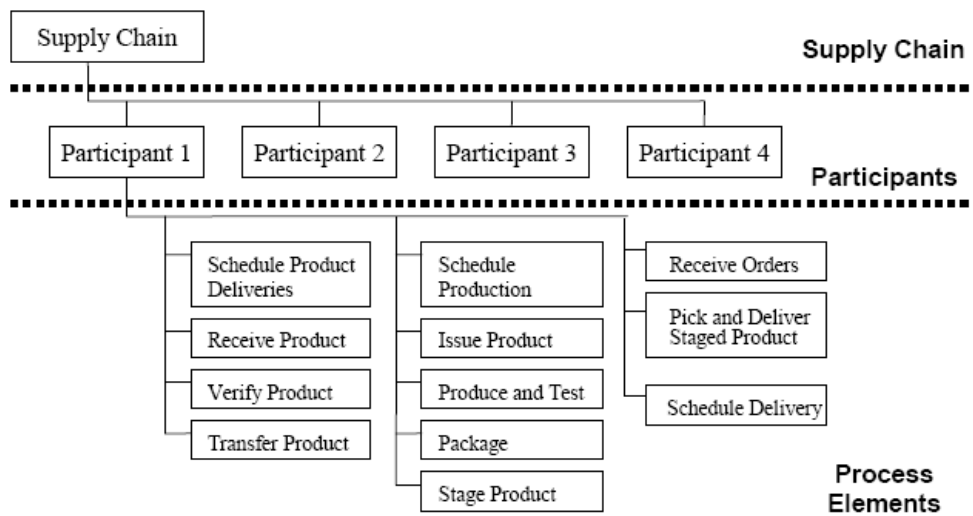 Supply Chain
Supply Chain
Participant 1
Participant 2
Participant 3
Participant 4
Participants
Schedule Product
Deliveries
Receive Product
Verify Product
Transfer Product
Schedule
Production
Issue Product
Produce and Test
Package
Stage Product
Receive Orders
Pick and Deliver
Staged Product
Schedule Delivery
Process
Elements